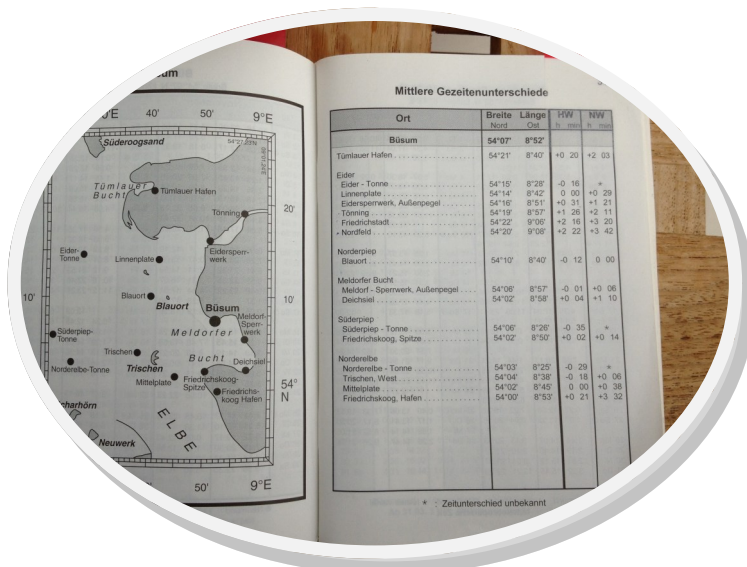 um
0'E 40' 50' 9°E
Süderoogsand
54°27,23'N
Tümlauer
Bucht
Tümlauer Hafen
Tönning
20'
Eider-
Tonne
Linnenplate
Eidersperr-
werk
Blauort
Blauort
10'
10'
Büsum
Meldorf-
Sperr-
werk
Meldorfer
Süderpiep-
Tonne
Trischen
Bucht
Deichsiel
Norderelbe-Tonne
Trischen
Mittelplate
Friedrichskoog-
Spitze
54°
N
Friedrichs-
koog Hafen
charhörn
ELBE
Neuwerk
50' 9°E
Mittlere Gezeitenunterschiede
Ort Breite Länge HW NW
Nord Ost h min h min
Büsum 54°07' 8°52'
Tümlauer Hafen 54°21' 8°40' +0 20 +2 03
Eider
Eider - Tonne 54°15' 8°28' -0 16 *
Linnenplate 54°14' 8°42' 0 00 +0 29
Eidersperrwerk, Außenpegel 54°16' 8°51' +0 31 +1 21
Tönning 54°19' 8°57' +1 26 +2 11
Friedrichstadt 54°22' 9°06' +2 16 +3 20
Nordfeld 54°20' 9°08' +2 22 +3 42
Norderpiep
Blauort 54°10' 8°40' -0 12 0 00
Meldorfer Bucht
Meldorf - Sperrwerk, Außenpegel 54°06' 8°57' -0 01 +0 06
Deichsiel 54°02' 8°58' +0 04 +1 10
Süderpiep
Süderpiep - Tonne 54°06' 8°26' -0 35 *
Friedrichskoog, Spitze 54°02' 8°50' +0 02 +0 14
Norderelbe
Norderelbe - Tonne 54°03' 8°25' -0 29 *
Trischen, West 54°04' 8°38' -0 18 +0 06
Mittelplate 54°02' 8°45' 0 00 +0 38
Friedrichskoog, Hafen 54°00' 8°53' +0 21 +3 32
* : Zeitunterschied unbekannt